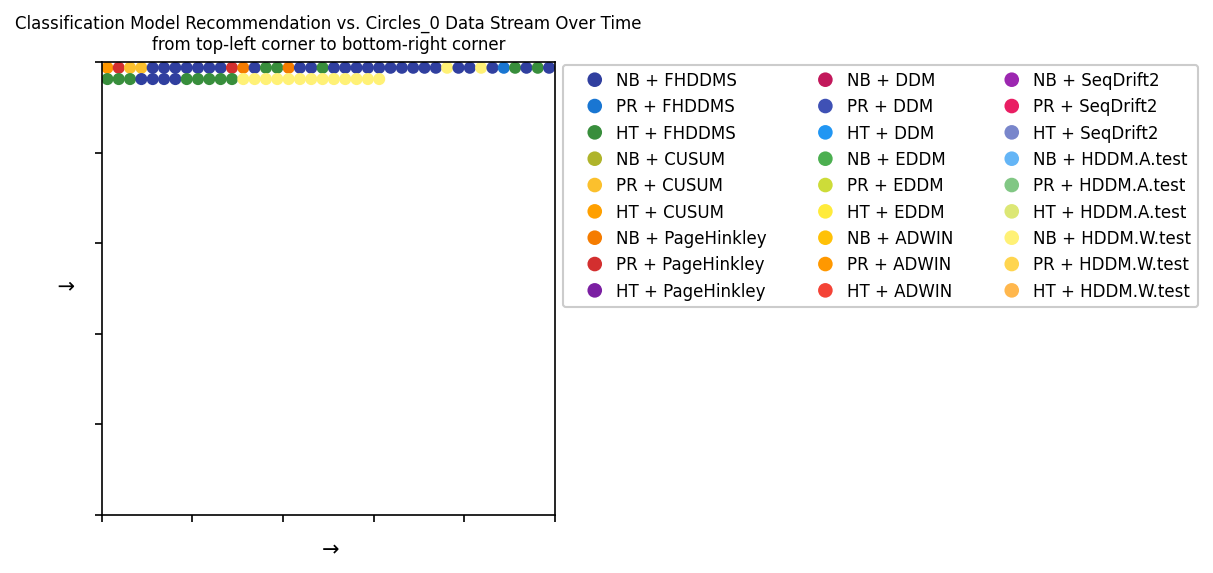 Classification Model Recommendation vs. Circles_0 Data Stream Over Time
from top-left corner to bottom-right corner
NB + FHDDMS
PR + FHDDMS
HT + FHDDMS
NB + CUSUM
PR + CUSUM
HT + CUSUM
NB + PageHinkley
PR + PageHinkley
HT + PageHinkley
NB + DDM
PR + DDM
HT + DDM
NB + EDDM
PR + EDDM
HT + EDDM
NB + ADWIN
PR + ADWIN
HT + ADWIN
NB + SeqDrift2
PR + SeqDrift2
HT + SeqDrift2
NB + HDDM.A.test
PR + HDDM.A.test
HT + HDDM.A.test
NB + HDDM.W.test
PR + HDDM.W.test
HT + HDDM.W.test
→
→